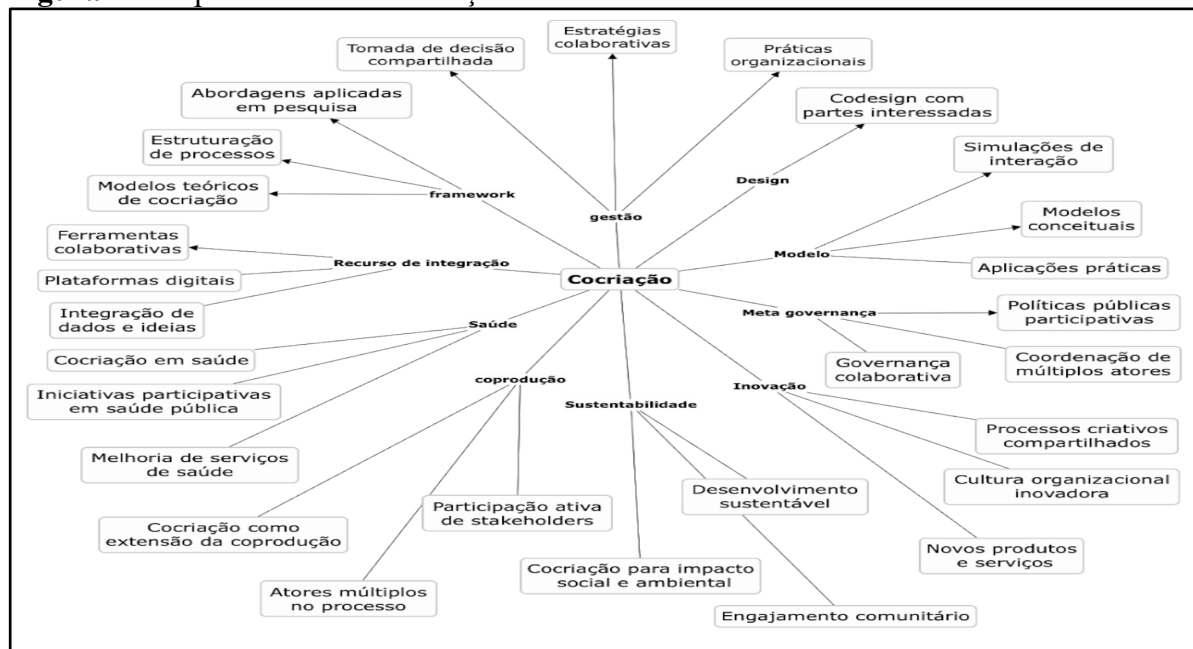 Estratégias
colaborativas
Tomada de decisão
compartilhada
Práticas
organizacionais
Abordagens aplicadas
em pesquisa
Codesign com
partes interessadas
Estruturação
de processos
Simulações de
interação
Modelos teóricos
de cocriação
framework
Design
gestão
Modelos
conceituais
Ferramentas
colaborativas
Recurso de integração
Modelo
Plataformas digitais
Cocriação
Aplicações práticas
Integração de
dados e ideias
Saúde
Meta governança
Políticas públicas
participativas
Cocriação em saúde
Governança
colaborativa
Coordenação de
múltiplos atores
Iniciativas participativas
em saúde pública
coprodução
Sustentabilidade
Inovação
Processos criativos
compartilhados
Melhoria de serviços
de saúde
Cultura organizacional
inovadora
Desenvolvimento
sustentável
Participação ativa
de stakeholders
Cocriação como
extensão da coprodução
Novos produtos
e serviços
Cocriação para impacto
social e ambiental
Atores múltiplos
no processo
Engajamento comunitário